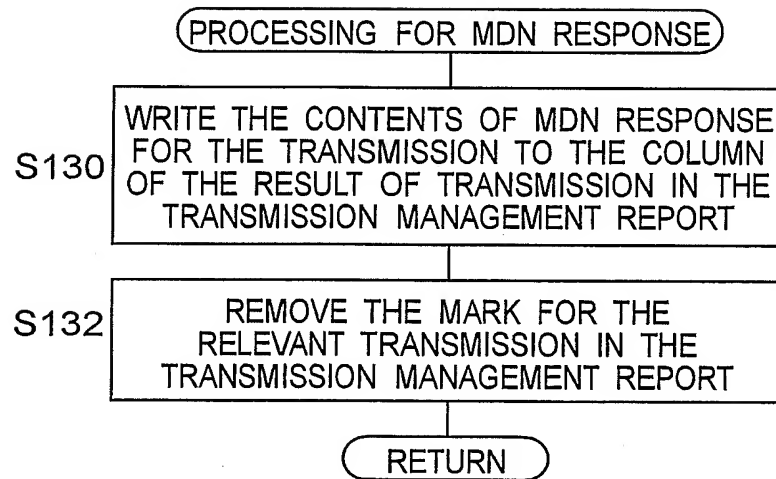 PROCESSING FOR MDN RESPONSE
WRITE THE CONTENTS OF MDN RESPONSE
FOR THE TRANSMISSION TO THE COLUMN
S130
OF THE RESULT OF TRANSMISSION IN THE
TRANSMISSION MANAGEMENT REPORT
S132
REMOVE THE MARK FOR THE
RELEVANT TRANSMISSION IN THE
TRANSMISSION MANAGEMENT REPORT
RETURN